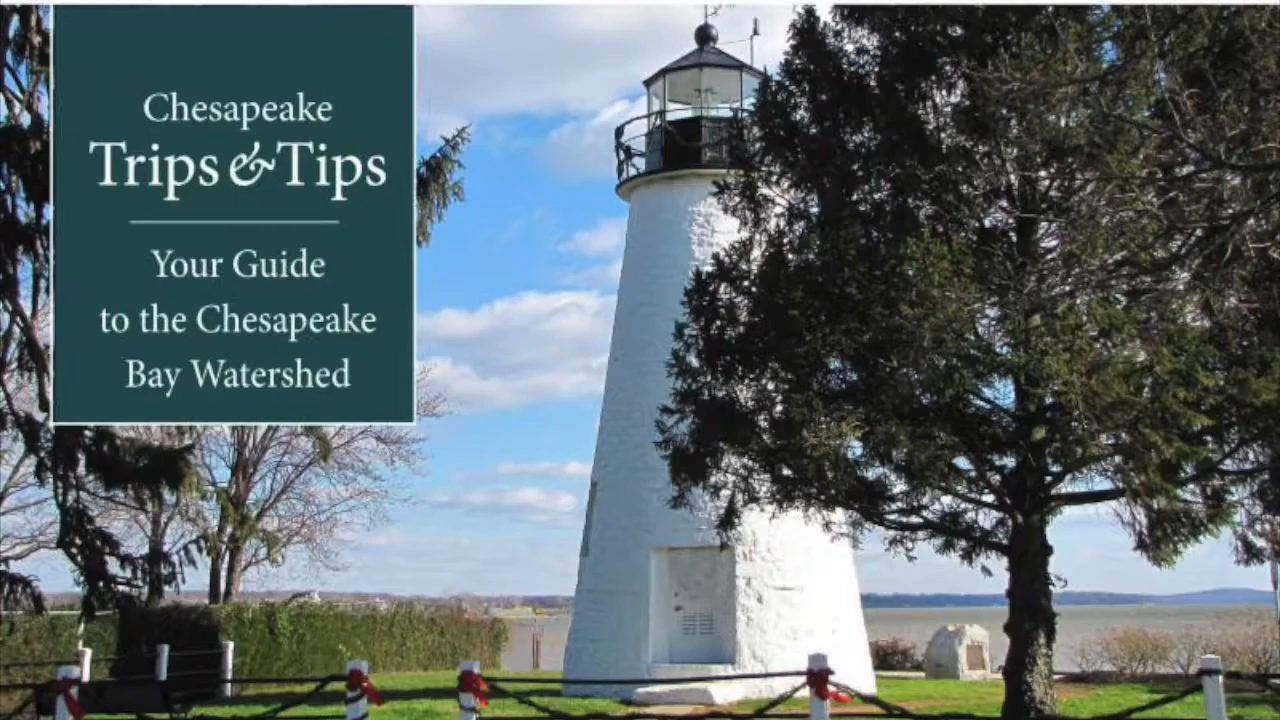 Chesapeake
Trips & Tips
Your Guide
to the Chesapeake
Bay Watershed